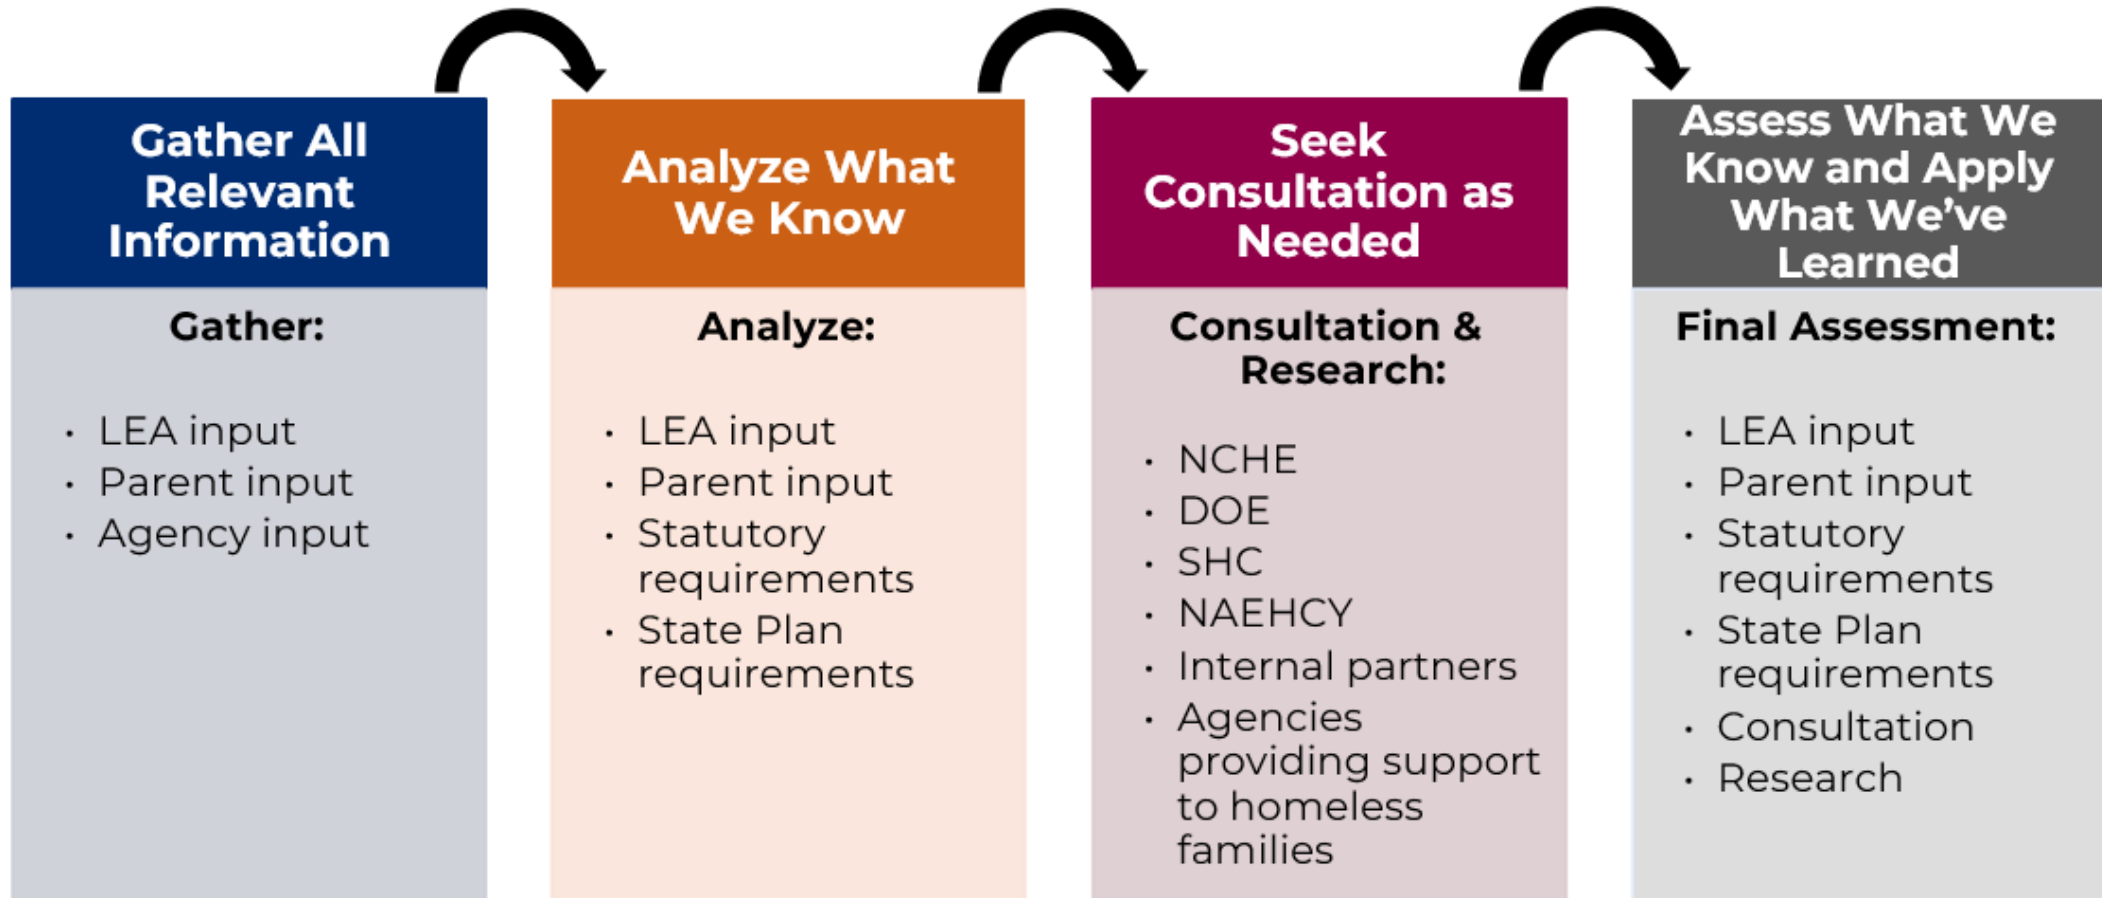 Gather All
Relevant
Information
Gather:
· LEA input
· Parent input
· Agency input
Analyze What
We Know
Analyze:
· LEA input
· Parent input
· Statutory
requirements
· State Plan
requirements
Seek
Consultation as
Needed
Consultation &
Research:
· NCHE
· DOE
· SHC
· NAEHCY
· Internal partners
· Agencies
providing support
to homeless
families
Assess What We
Know and Apply
What We’ve
Learned
Final Assessment:
· LEA input
· Parent input
· Statutory
requirements
· State Plan
requirements
· Consultation
· Research